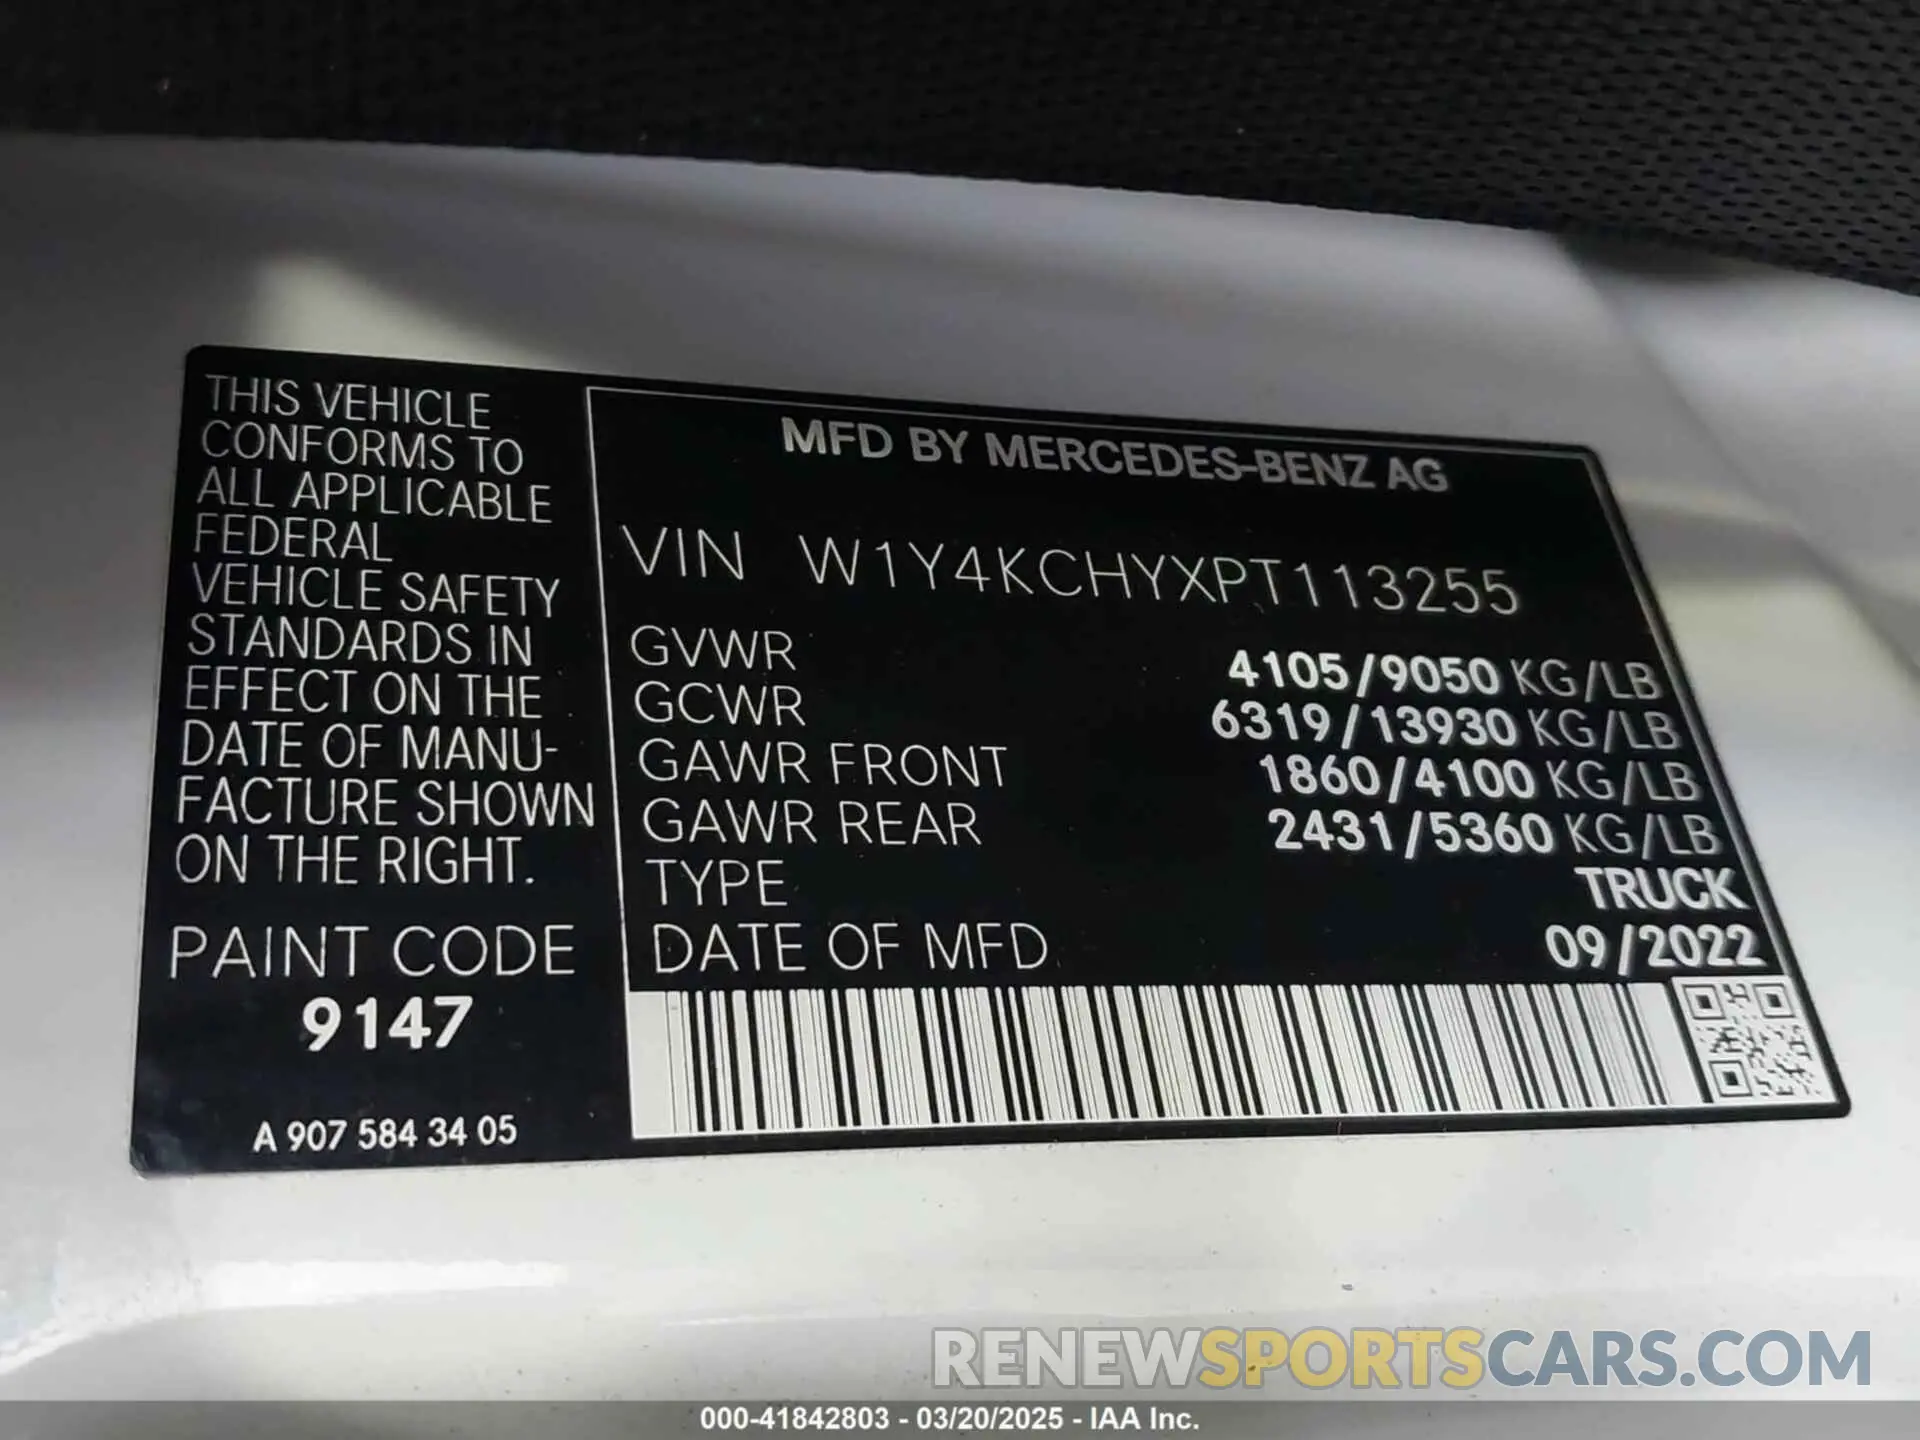 THIS VEHICLE
CONFORMS TO
ALL APPLICABLE
FEDERAL
VEHICLE SAFETY
STANDARDS IN
EFFECT ON THE
DATE OF MANU-
FACTURE SHOWN
ON THE RIGHT.
PAINT CODE
9147
A 907 584 34 05
MFD BY MERCEDES-BENZ AG
VIN W1Y4KCHYXPT113255
GVWR 4105/9050 KG/LB
GCWR 6319/13930 KG/LB
GAWR FRONT 1860/4100 KG/LB
GAWR REAR 2431/5360 KG/LB
TYPE TRUCK
DATE OF MFD 09/2022
RENEWSPORTSCARS.COM
000-41842803 - 03/20/2025 - IAA Inc.